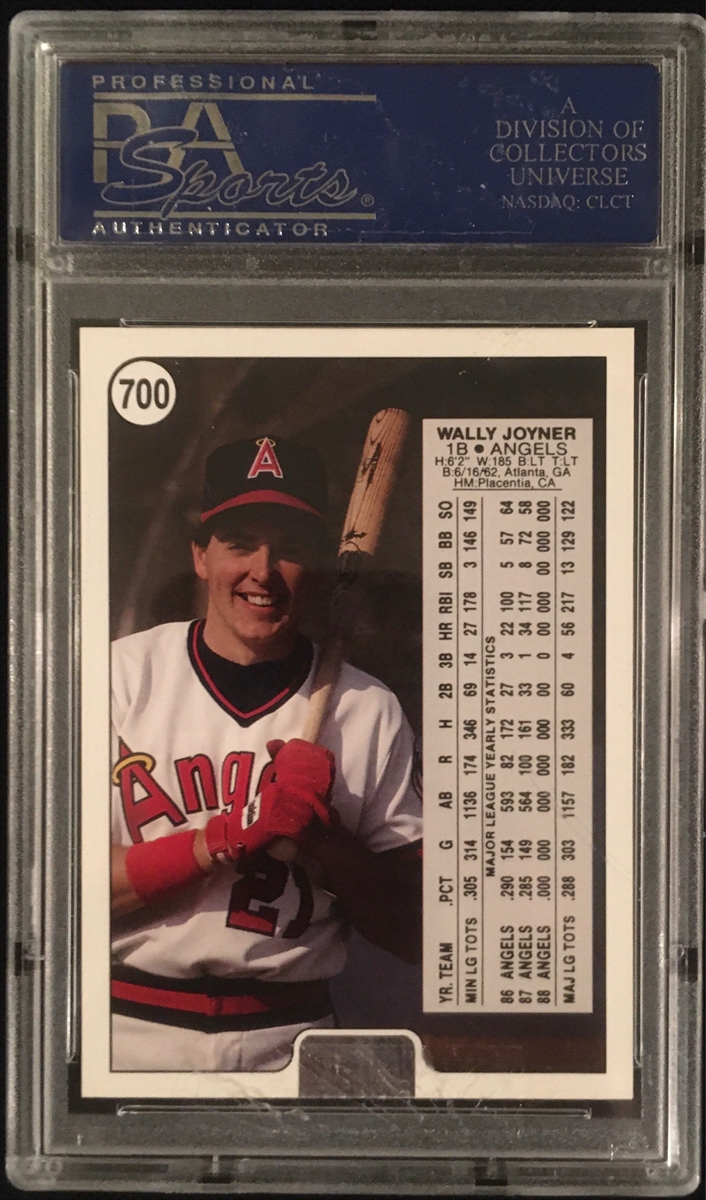 PROFESSIONAL
PSA
Sports®
AUTHENTICATOR
A
DIVISION OF
COLLECTORS
UNIVERSE
NASDAQ: CLCT
700
WALLY JOYNER
1B ● ANGELS
H:6'2" W:185 B:LT T:LT
B:6/16/62, Atlanta, GA
HM:Placentia, CA
YR. TEAM .PCT G AB R H 2B 3B HR RBI SB BB SO
MIN LG TOTS .305 314 1136 174 346 69 14 27 178 3 146 149
MAJOR LEAGUE YEARLY STATISTICS
86 ANGELS .290 154 593 82 172 27 3 22 100 5 57 64
87 ANGELS .285 149 564 100 161 33 1 34 117 8 72 58
88 ANGELS .000 000 000 000 000 00 0 00 000 00 000 000
MAJ LG TOTS .288 303 1157 182 333 60 4 56 217 13 129 122
A
Ange
21